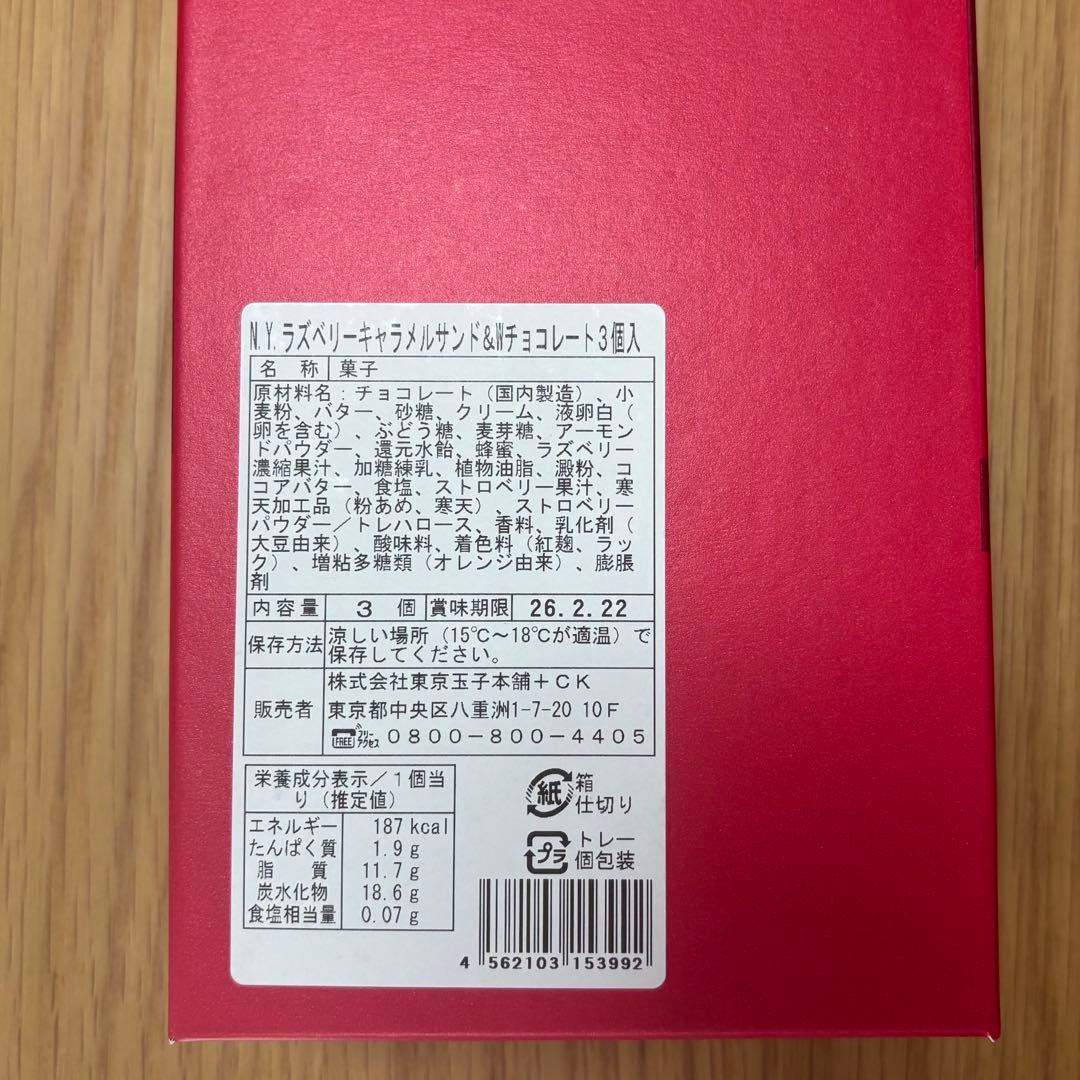 N.Y.ラズベリーキャラメルサンド&Wチョコレート3個入
名 称 菓子
原材料名:チョコレート(国内製造)、小
麦粉、バター、砂糖、クリーム、液卵白(
卵を含む)、ぶどう糖、麦芽糖、アーモン
ドパウダー、還元水飴、蜂蜜、ラズベリー
濃縮果汁、加糖練乳、植物油脂、澱粉、コ
コアバター、食塩、ストロベリー果汁、寒
天加工品(粉あめ、寒天)、ストロベリー
パウダー/トレハロース、香料、乳化剤(
大豆由来)、酸味料、着色料(紅麹、ラッ
ク)、増粘多糖類(オレンジ由来)、膨脹
剤
内容量 3 個 賞味期限 26.2.22
保存方法 涼しい場所(15℃~18℃が適温)で
保存してください。
販売者 株式会社東京玉子本舗+CK
東京都中央区八重洲1-7-20 10F
FREE フリーアクセス 0800-800-4405
栄養成分表示/1個当
り(推定値)
エネルギー 187 kcal
たんぱく質 1.9 g
脂 質 11.7 g
炭水化物 18.6 g
食塩相当量 0.07 g
紙 箱
仕切り
プラ トレー
個包装
4 562103 153992